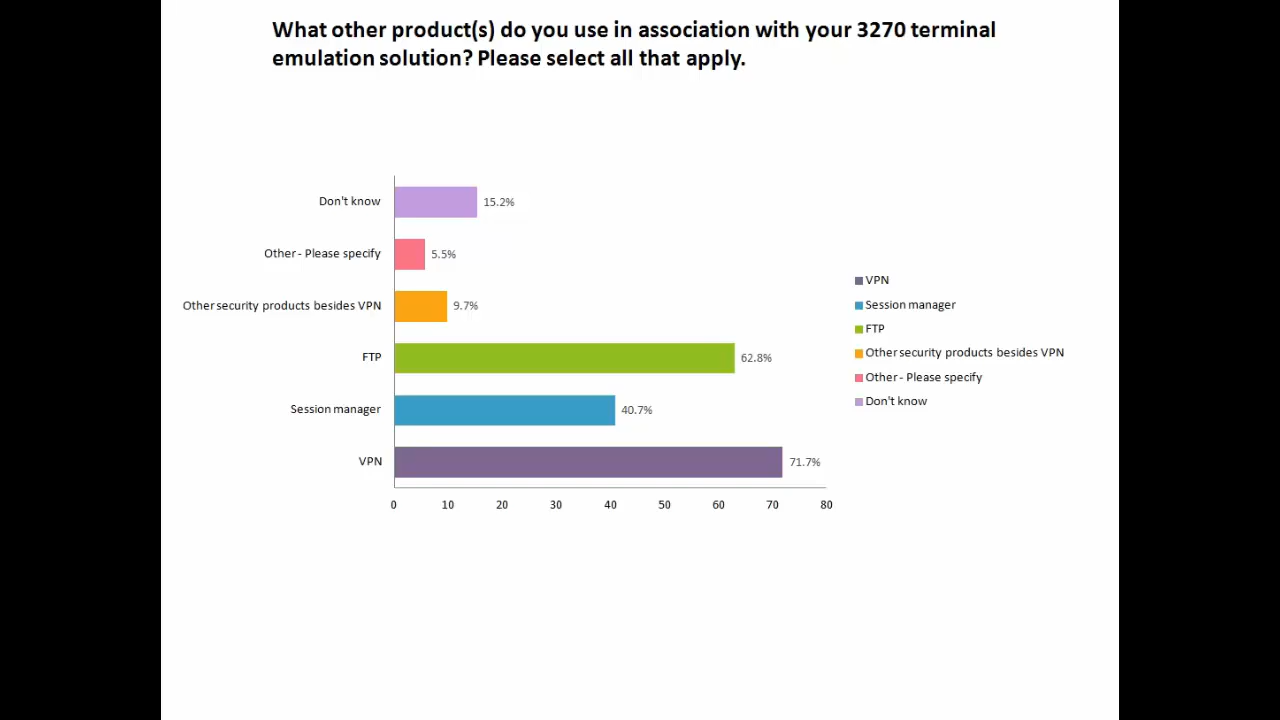 What other product(s) do you use in association with your 3270 terminal
emulation solution? Please select all that apply.
Don't know
15.2%
Other - Please specify
5.5%
Other security products besides VPN
9.7%
FTP
62.8%
Session manager
40.7%
VPN
71.7%
0 10 20 30 40 50 60 70 80
VPN
Session manager
FTP
Other security products besides VPN
Other - Please specify
Don't know